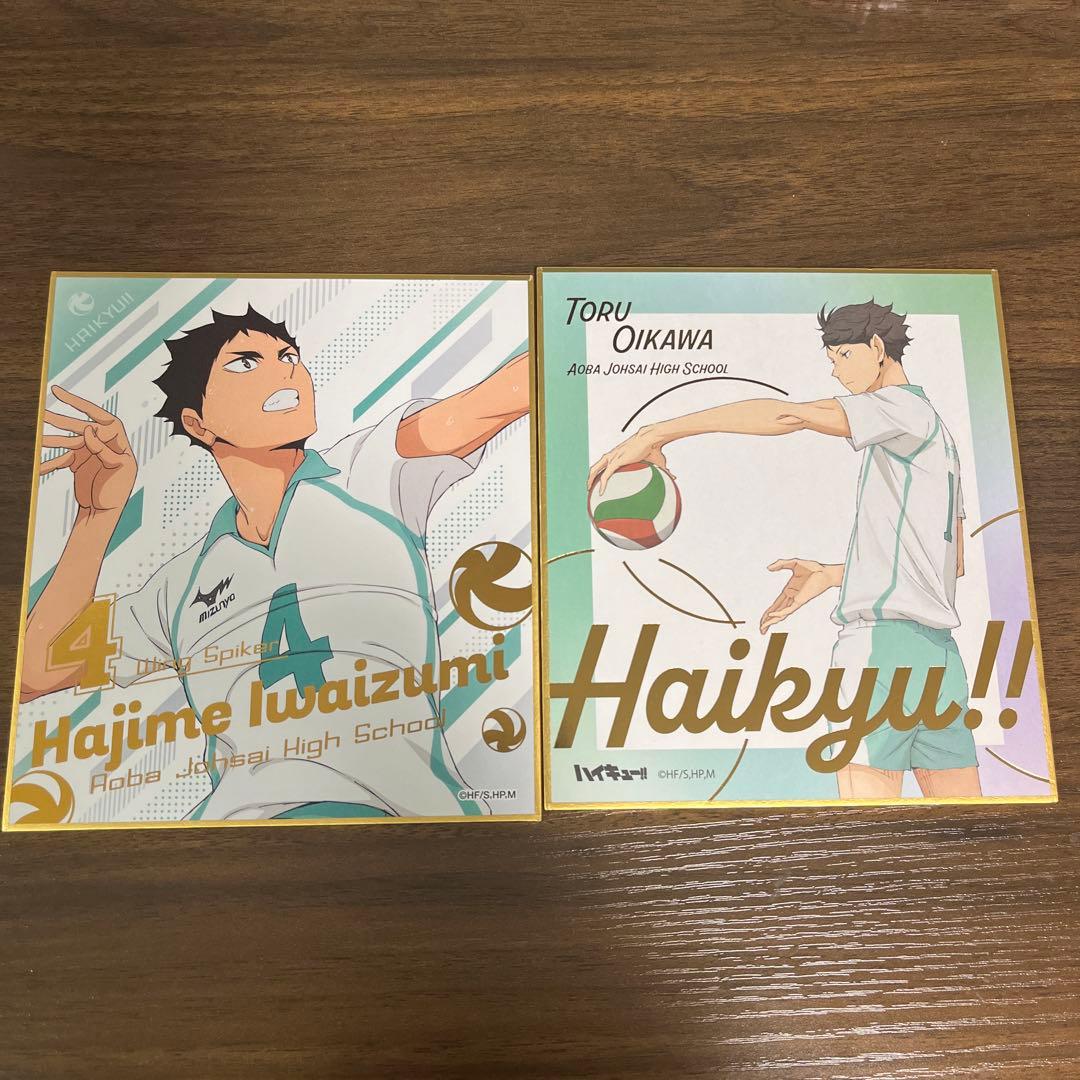 HAIKYU!!
MIZUNO
4
4
Wing Spiker
Hajime Iwaizumi
Aoba Johsai High School
©HF/S,HP,M
TORU
OIKAWA
AOBA JOHSAI HIGH SCHOOL
1
Haikyu!!
ハイキュー!! ©HF/S,HP,M